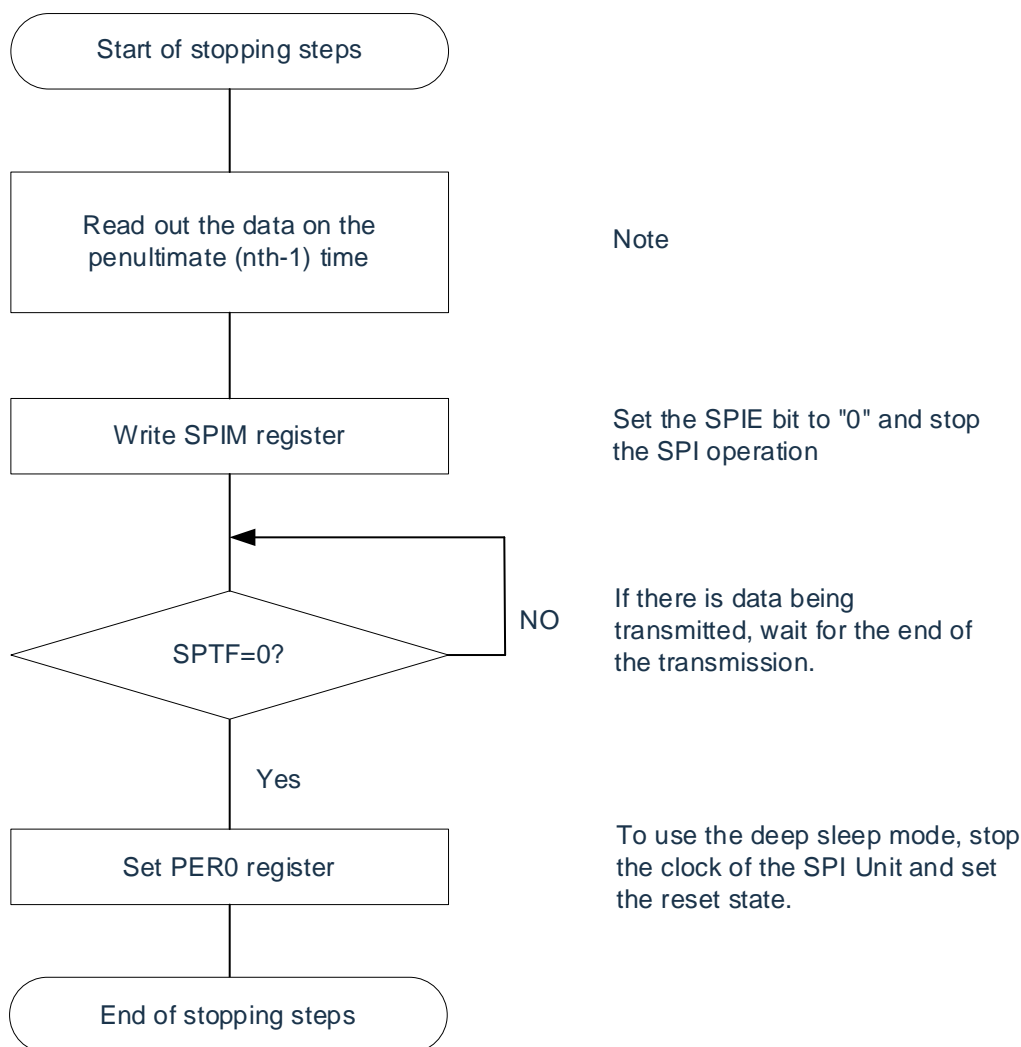 Start of stopping steps
Read out the data on the
penultimate (nth-1) time
Note
Write SPIM register
Set the SPIE bit to "0" and stop
the SPI operation
SPTF=0?
NO
If there is data being
transmitted, wait for the end of
the transmission.
Yes
Set PER0 register
To use the deep sleep mode, stop
the clock of the SPI Unit and set
the reset state.
End of stopping steps